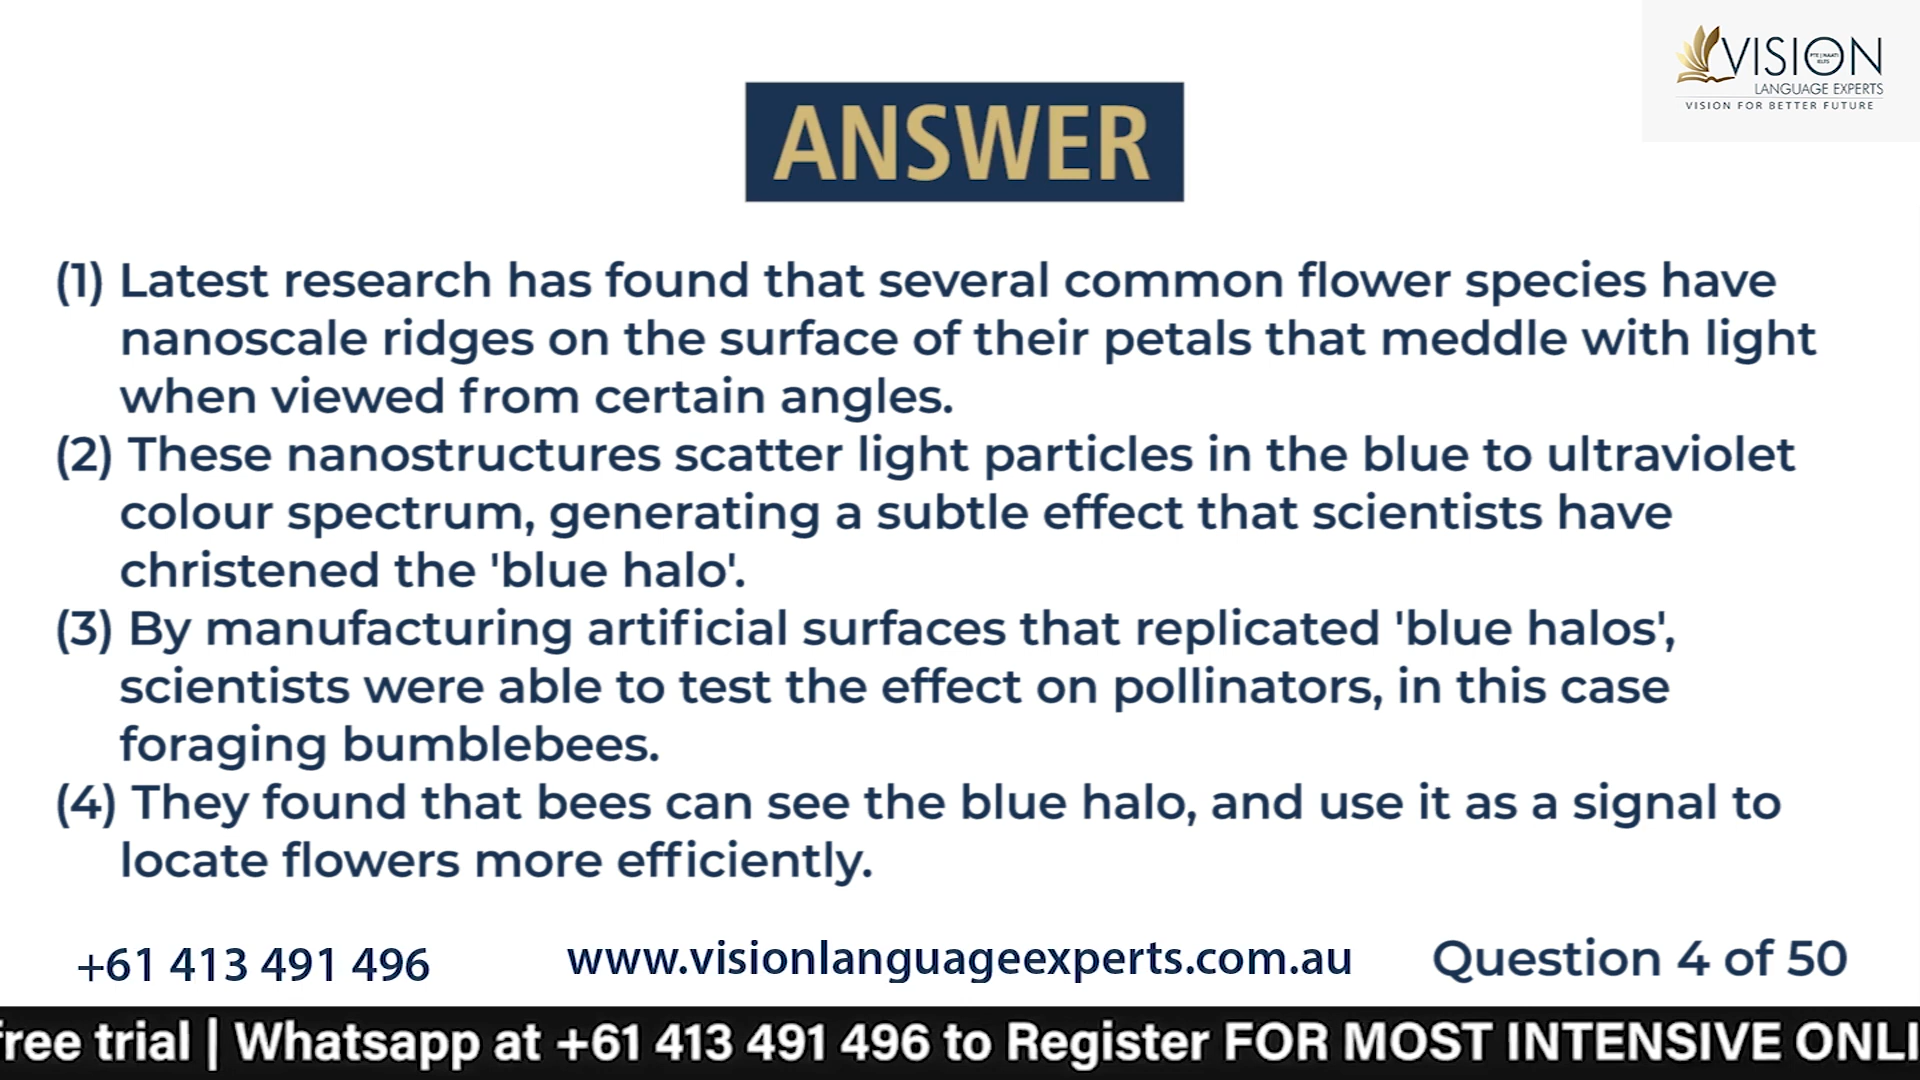 VISION
LANGUAGE EXPERTS
VISION FOR BETTER FUTURE
ANSWER
(1) Latest research has found that several common flower species have
nanoscale ridges on the surface of their petals that meddle with light
when viewed from certain angles.
(2) These nanostructures scatter light particles in the blue to ultraviolet
colour spectrum, generating a subtle effect that scientists have
christened the 'blue halo'.
(3) By manufacturing artificial surfaces that replicated 'blue halos',
scientists were able to test the effect on pollinators, in this case
foraging bumblebees.
(4) They found that bees can see the blue halo, and use it as a signal to
locate flowers more efficiently.
+61 413 491 496 www.visionlanguageexperts.com.au Question 4 of 50
free trial | Whatsapp at +61 413 491 496 to Register FOR MOST INTENSIVE ONLI